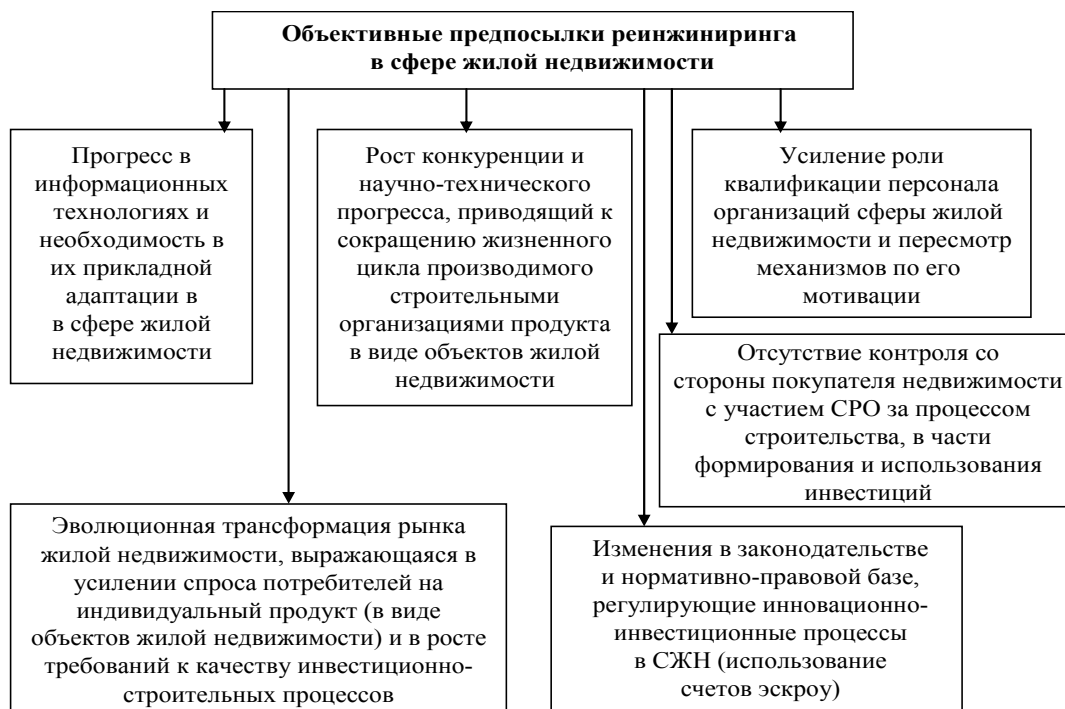 Объективные предпосылки реинжиниринга
в сфере жилой недвижимости
Прогресс в
информационных
технологиях и
необходимость в
их прикладной
адаптации в
в сфере жилой
недвижимости
Рост конкуренции и
научно-технического
прогресса, приводящий к
сокращению жизненного
цикла производимого
строительными
организациями продукта
в виде объектов жилой
недвижимости
Усиление роли
квалификации персонала
организаций сферы жилой
недвижимости и пересмотр
механизмов по его
мотивации
Отсутствие контроля со
стороны покупателя недвижимости
с участием СРО за процессом
строительства, в части
формирования и использования
инвестиций
Эволюционная трансформация рынка
жилой недвижимости, выражающаяся в
усилении спроса потребителей на
индивидуальный продукт (в виде
объектов жилой недвижимости) и в росте
требований к качеству инвестиционно-
строительных процессов
Изменения в законодательстве
и нормативно-правовой базе,
регулирующие инновационно-
инвестиционные процессы
в СЖН (использование
счетов эскроу)